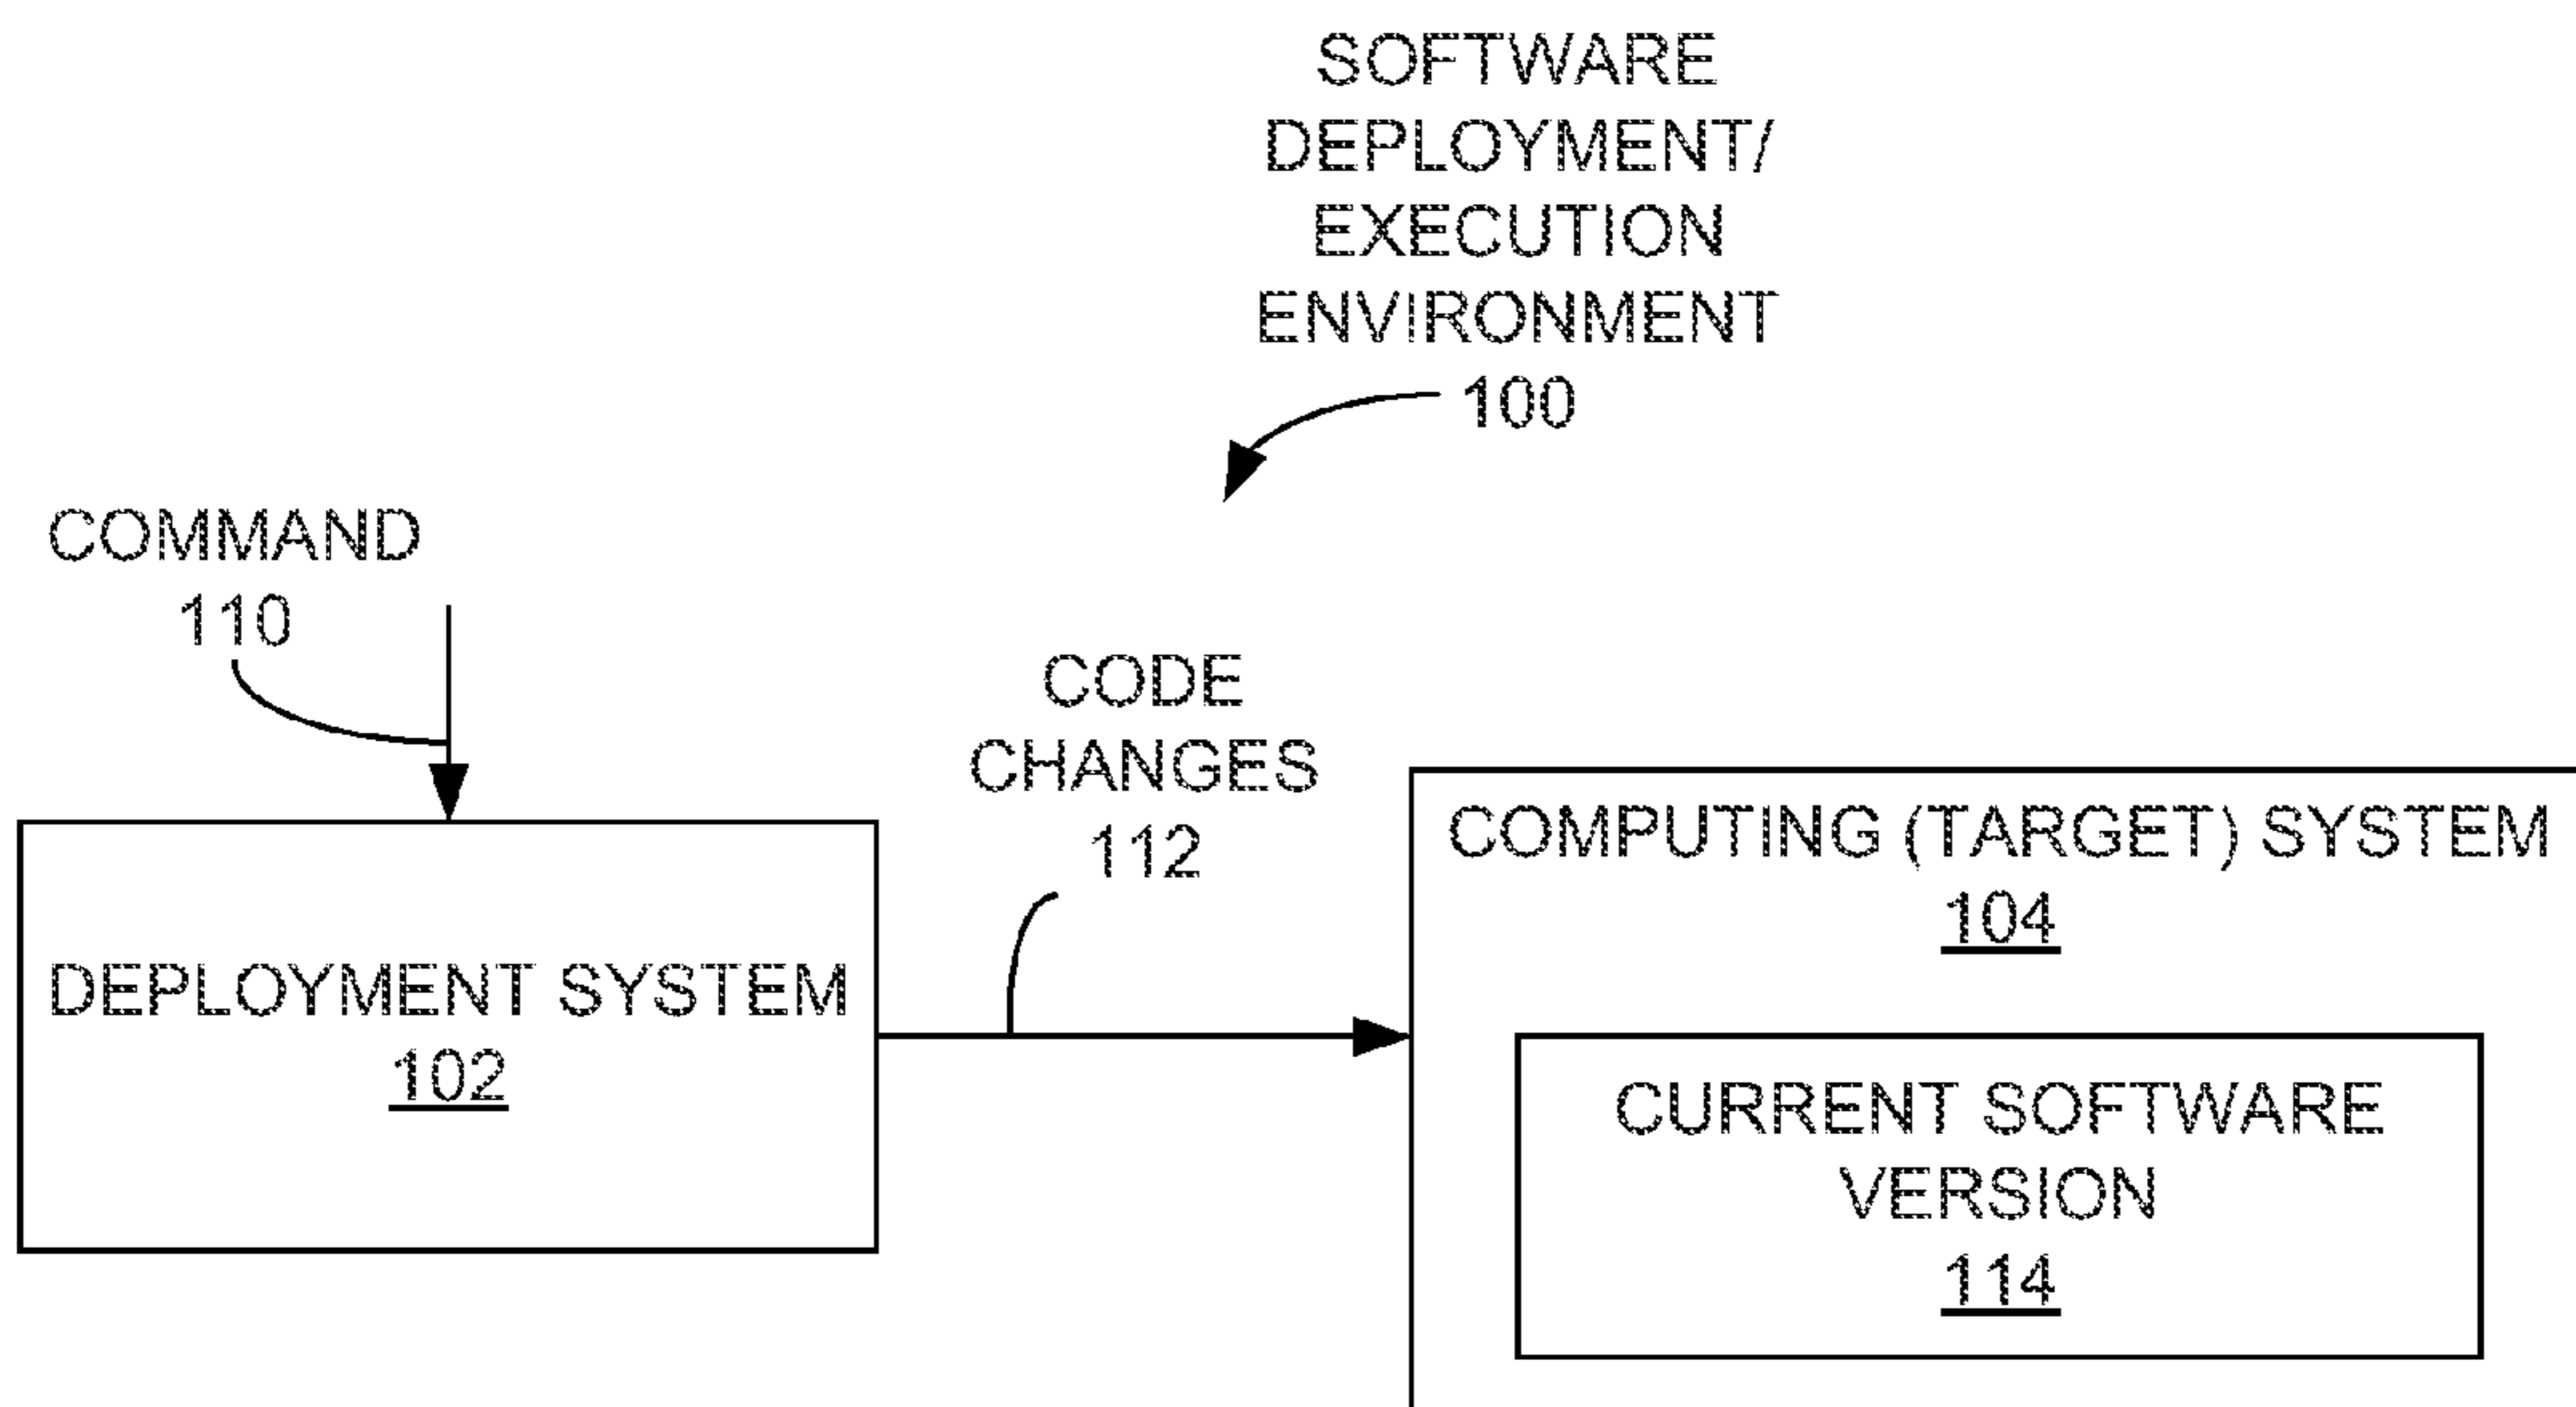 SOFTWARE
DEPLOYMENT/
EXECUTION
ENVIRONMENT
100
COMMAND
110
CODE
CHANGES
112
DEPLOYMENT SYSTEM
102
COMPUTING (TARGET) SYSTEM
104
CURRENT SOFTWARE
VERSION
114